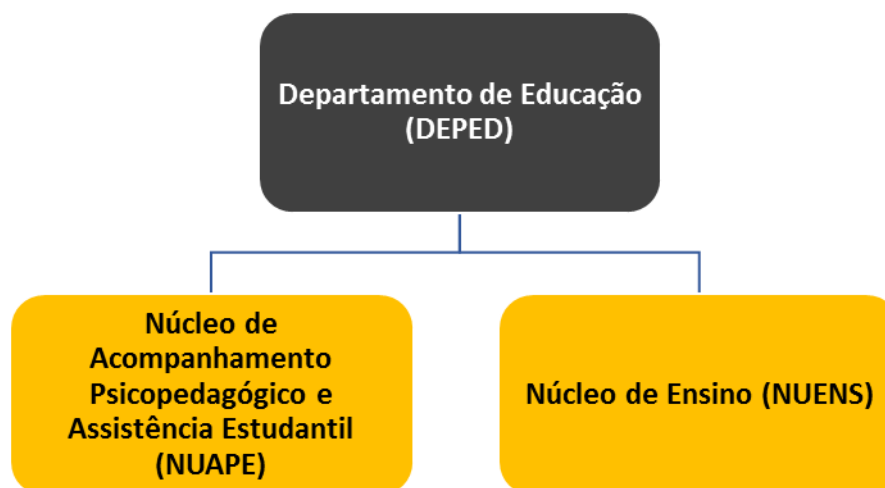 Departamento de Educação
(DEPED)
Núcleo de
Acompanhamento
Psicopedagógico e
Assistência Estudantil
(NUAPE)
Núcleo de Ensino (NUENS)